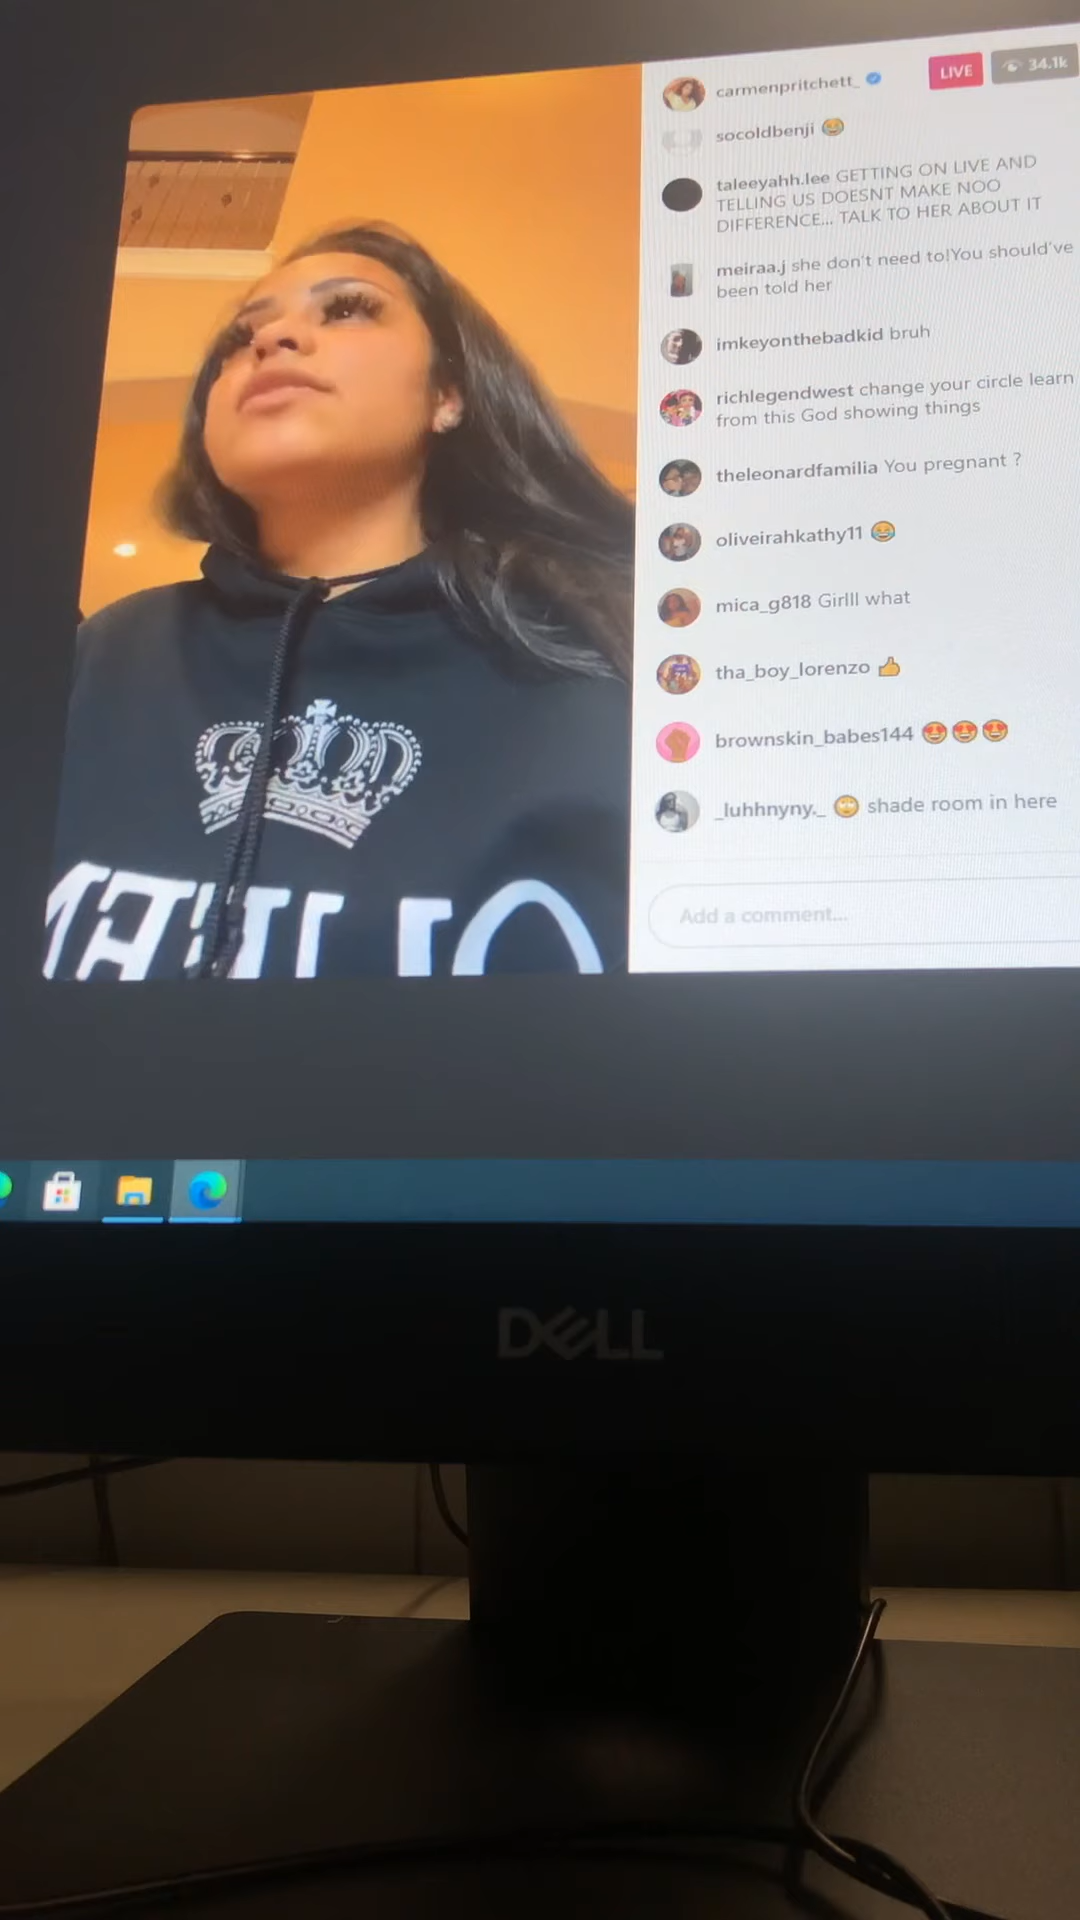 carmenpritchett_
LIVE
34.1k
socoldbenji 😂
taleeyahh.lee GETTING ON LIVE AND
TELLING US DOESNT MAKE NOO
DIFFERENCE... TALK TO HER ABOUT IT
meiraa.j she don't need to!You should've
been told her
imkeyonthebadkid bruh
richlegendwest change your circle learn
from this God showing things
theleonardfamilia You pregnant ?
oliveirahkathy11 😂
mica_g818 Girlll what
tha_boy_lorenzo 👍
brownskin_babes144 😍😍😍
_luhhnyny._ 🙄 shade room in here
Add a comment...
DELL